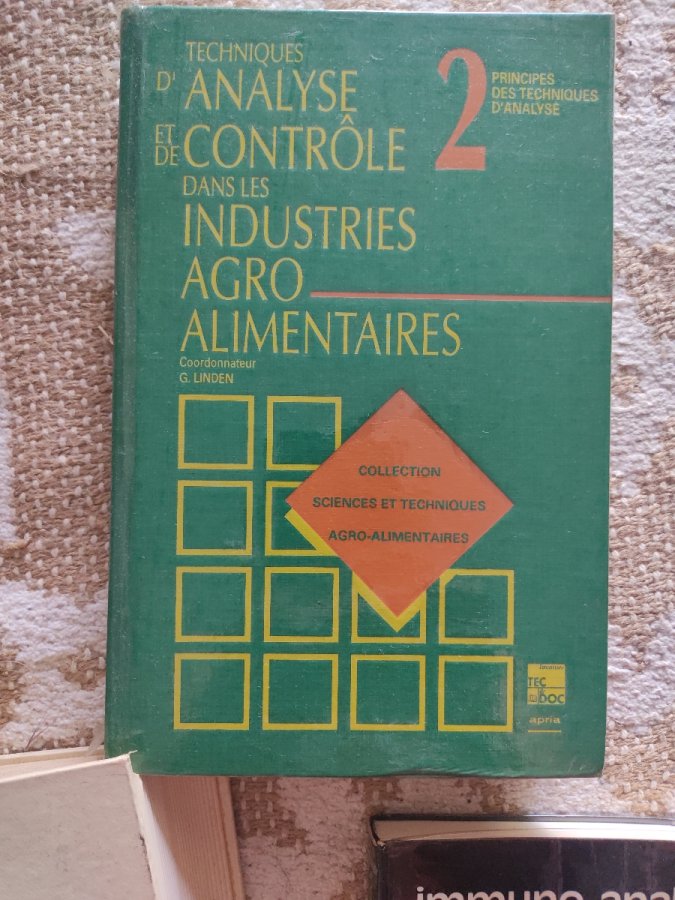 TECHNIQUES
D'ANALYSE
ET DE CONTRÔLE
DANS LES
INDUSTRIES
AGRO
ALIMENTAIRES
2
PRINCIPES
DES TECHNIQUES
D'ANALYSE
Coordonnateur
G. LINDEN
COLLECTION
SCIENCES ET TECHNIQUES
AGRO-ALIMENTAIRES
TEC
DOC
apria
immuno